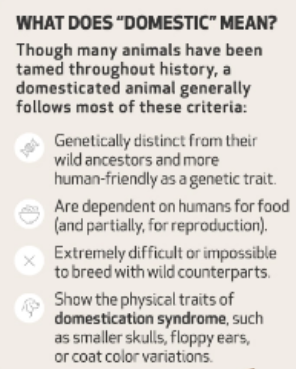 WHAT DOES “DOMESTIC” MEAN?
Though many animals have been
tamed throughout history, a
domesticated animal generally
follows most of these criteria:
Genetically distinct from their
wild ancestors and more
human-friendly as a genetic trait.
Are dependent on humans for food
(and partially, for reproduction).
Extremely difficult or impossible
to breed with wild counterparts.
Show the physical traits of
domestication syndrome, such
as smaller skulls, floppy ears,
or coat color variations.